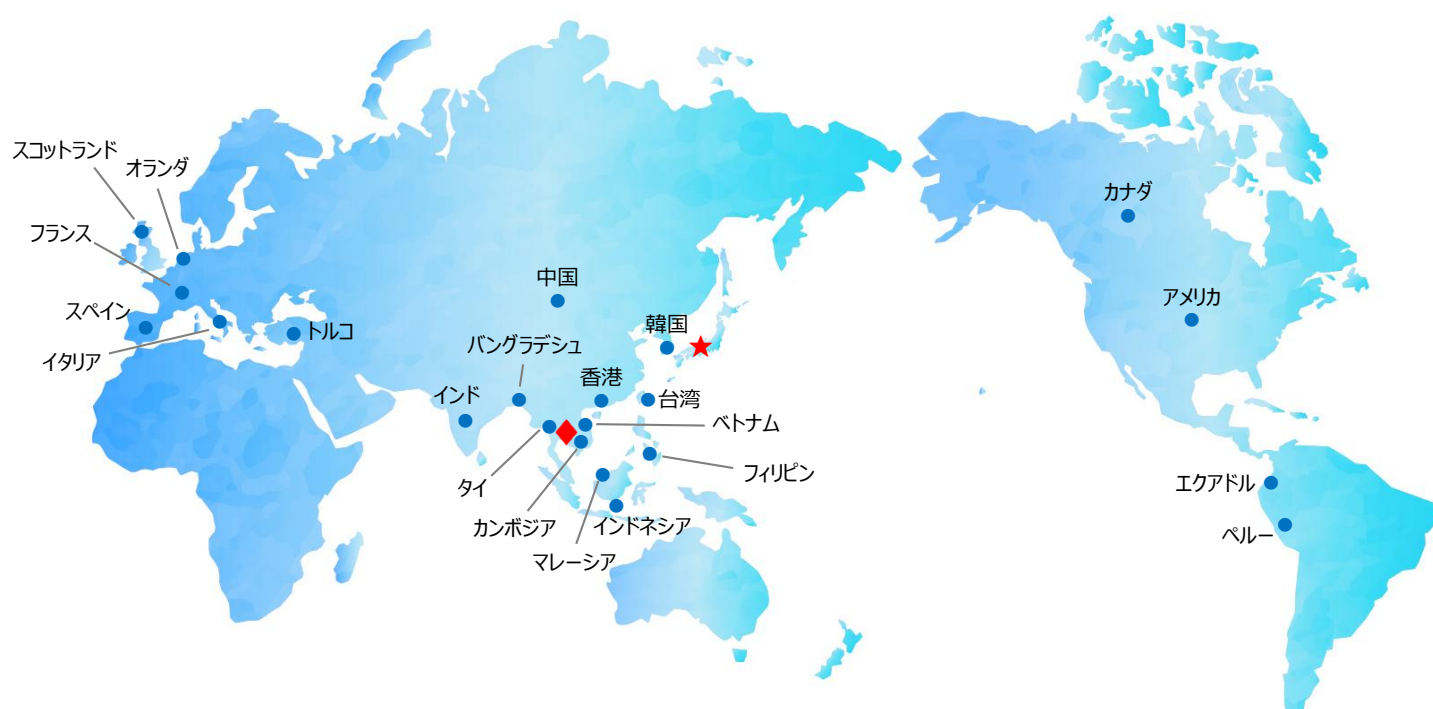 スコットランド
オランダ
カナダ
フランス
中国
アメリカ
スペイン
韓国
トルコ
バングラデシュ
イタリア
香港
インド
台湾
ベトナム
フィリピン
タイ
エクアドル
カンボジア
インドネシア
ペルー
マレーシア